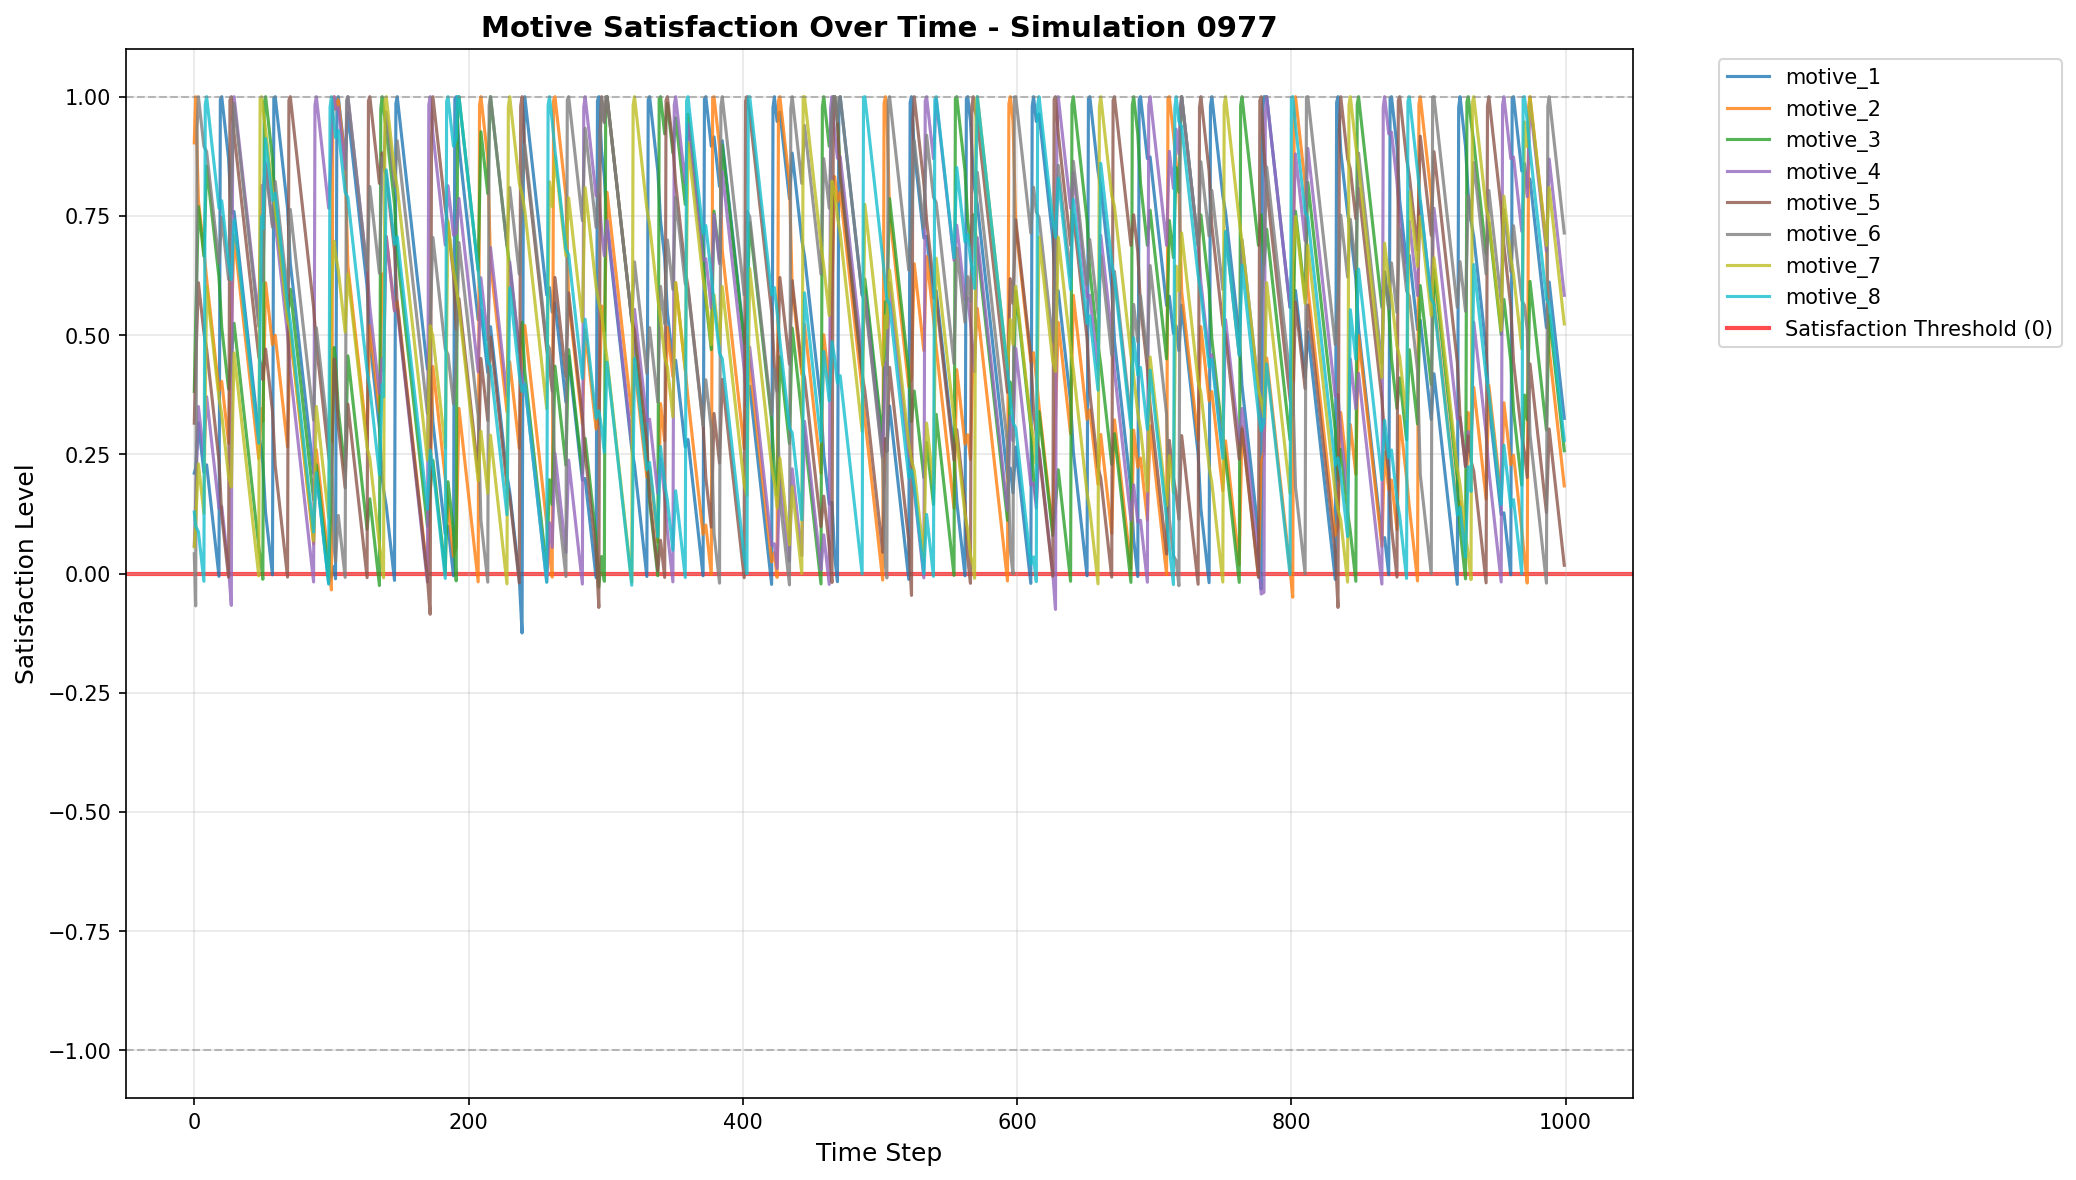 Motive Satisfaction Over Time - Simulation 0977
motive_1
motive_2
motive_3
motive_4
motive_5
motive_6
motive_7
motive_8
Satisfaction Threshold (0)
Satisfaction Level
1.00
0.75
0.50
0.25
0.00
−0.25
−0.50
−0.75
−1.00
0 200 400 600 800 1000
Time Step